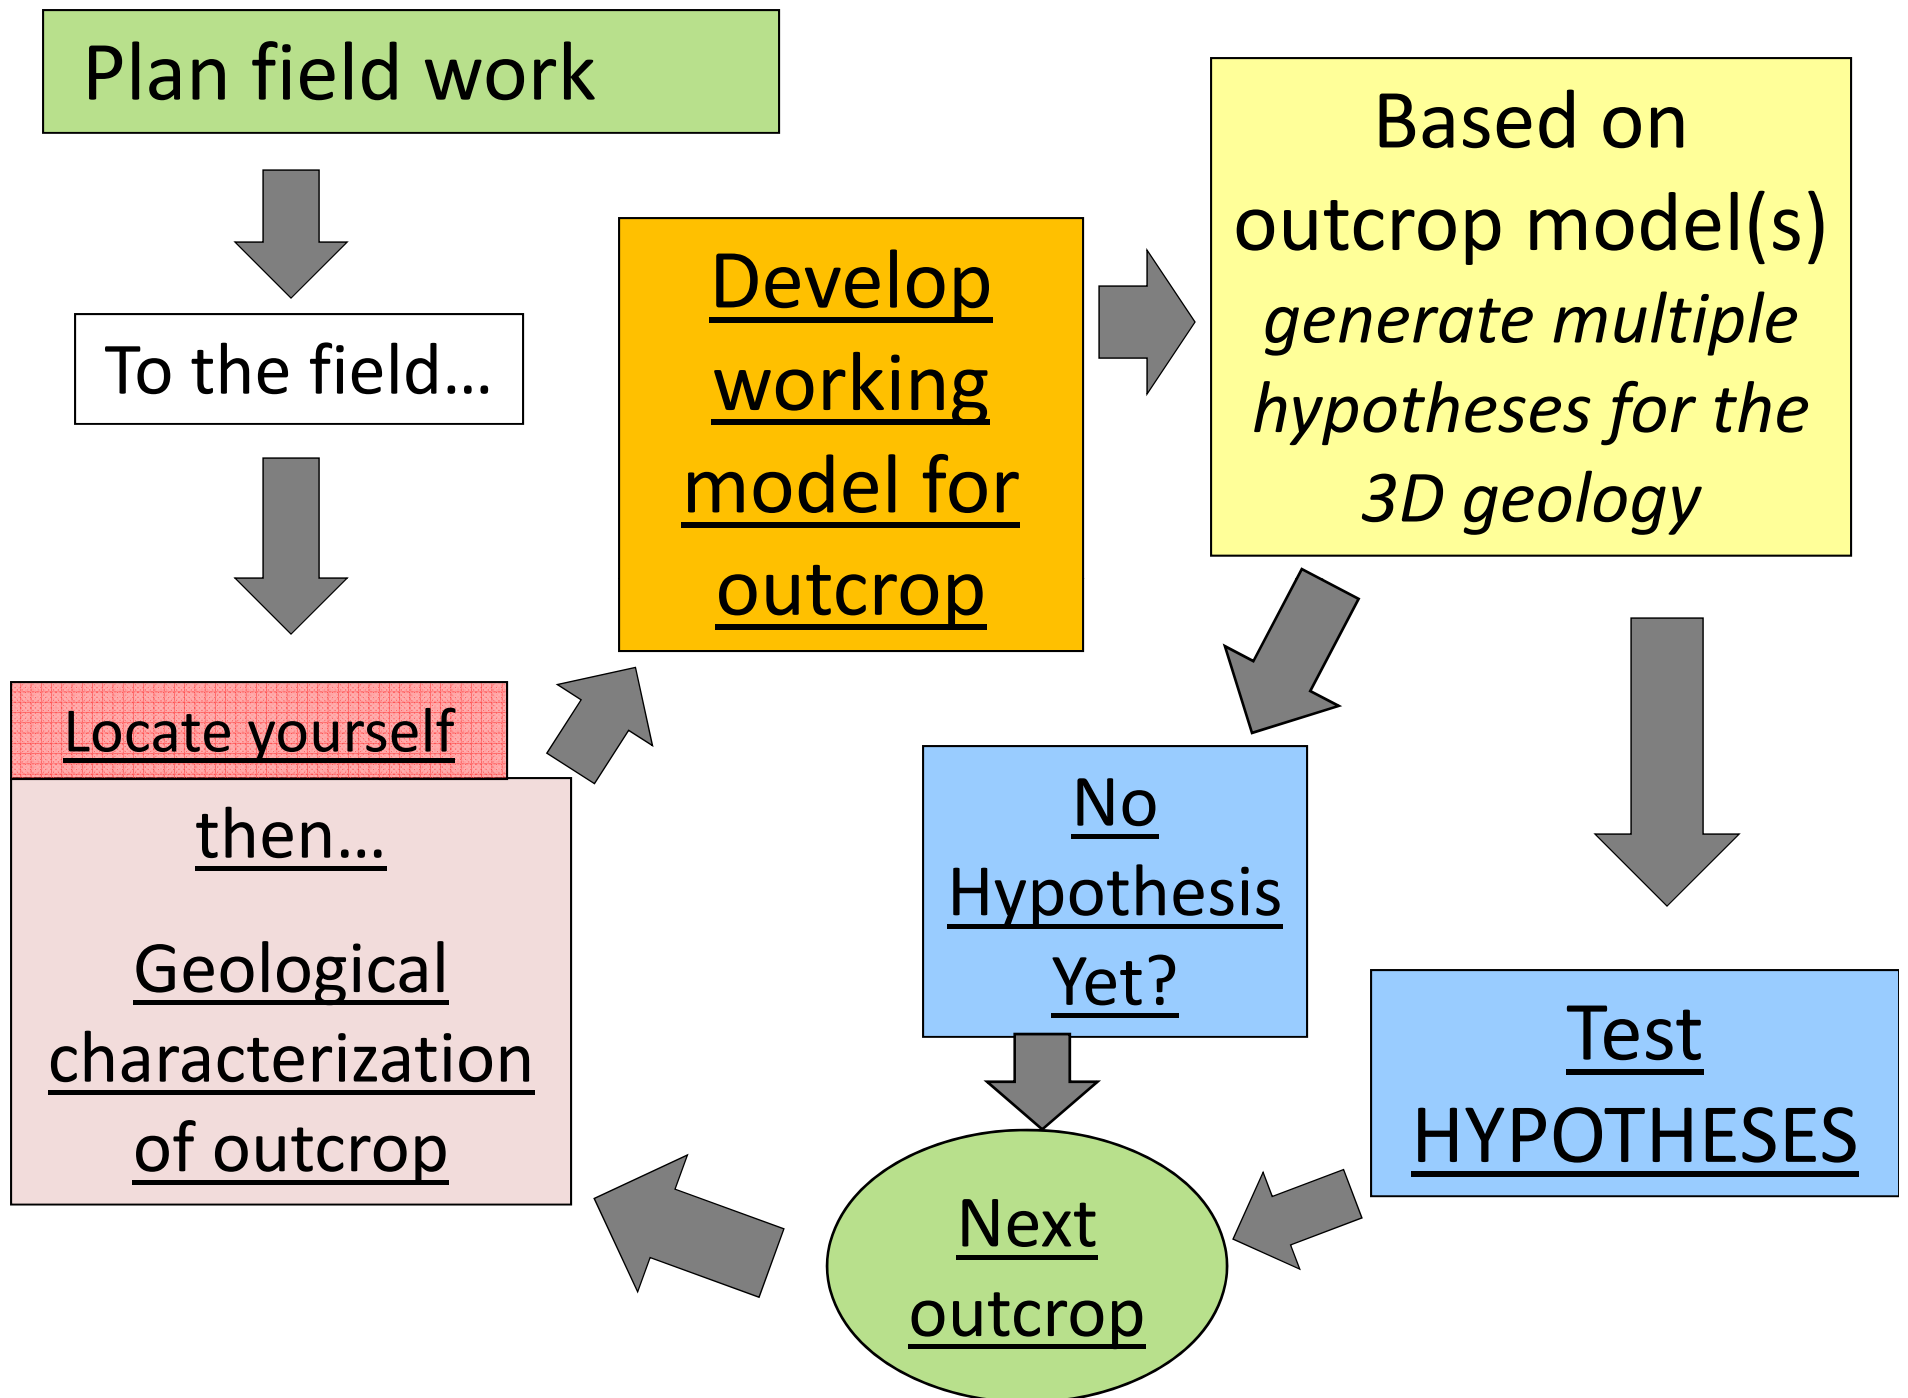 Plan field work
To the field...
Locate yourself
then...
Geological
characterization
of outcrop
Develop
working
model for
outcrop
Based on
outcrop model(s)
generate multiple
hypotheses for the
3D geology
No
Hypothesis
Yet?
Test
HYPOTHESES
Next
outcrop